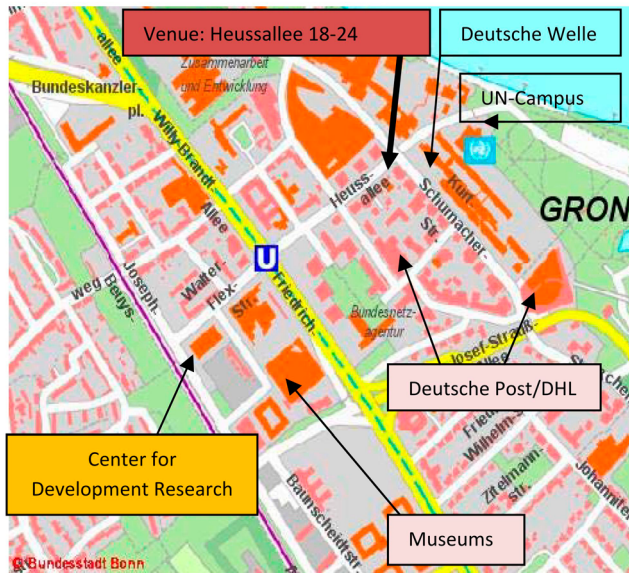 Venue: Heussallee 18-24
Deutsche Welle
UN-Campus
Zusammenarbeit
und Entwicklung
allee
Bundeskanzler-
pl.
Willy-Brandt-
Allee
Heuss-
allee
Kurt-
Schumacher-
Str.
GRON
U
weg
Joseph-
Beuys-
Walter-
Flex-
Str.
Friedrich-
Bundesnetz-
agentur
Josef-Strauß-
Allee
Deutsche Post/DHL
Wilhelm-S
Zitelmann-
str.
Center for
Development Research
Baunscheidtstr.
Museums
© Bundesstadt Bonn